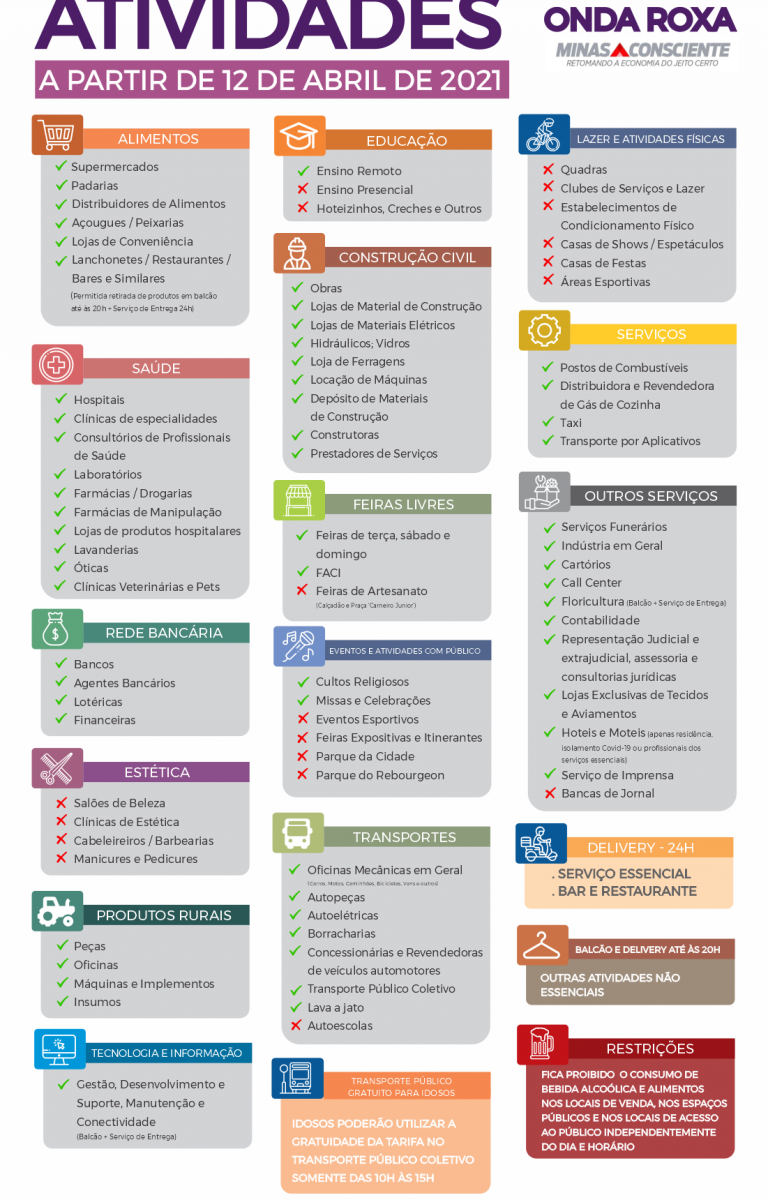 ATIVIDADES
A PARTIR DE 12 DE ABRIL DE 2021
ONDA ROXA
MINAS CONSCIENTE
RETOMANDO A ECONOMIA DO JEITO CERTO
ALIMENTOS
Supermercados
Padarias
Distribuidores de Alimentos
Açougues / Peixarias
Lojas de Conveniência
Lanchonetes / Restaurantes /
Bares e Similares
(Permitida retirada de produtos em balcão
até às 20h + Serviço de Entrega 24h)
SAÚDE
Hospitais
Clínicas de especialidades
Consultórios de Profissionais
de Saúde
Laboratórios
Farmácias / Drogarias
Farmácias de Manipulação
Lojas de produtos hospitalares
Lavanderias
Óticas
Clínicas Veterinárias e Pets
REDE BANCÁRIA
Bancos
Agentes Bancários
Lotéricas
Financeiras
ESTÉTICA
Salões de Beleza
Clínicas de Estética
Cabeleireiros / Barbearias
Manicures e Pedicures
PRODUTOS RURAIS
Peças
Oficinas
Máquinas e Implementos
Insumos
TECNOLOGIA E INFORMAÇÃO
Gestão, Desenvolvimento e
Suporte, Manutenção e
Conectividade
(Balcão + Serviço de Entrega)
EDUCAÇÃO
Ensino Remoto
Ensino Presencial
Hoteizinhos, Creches e Outros
CONSTRUÇÃO CIVIL
Obras
Lojas de Material de Construção
Lojas de Materiais Elétricos
Hidráulicos; Vidros
Loja de Ferragens
Locação de Máquinas
Depósito de Materiais
de Construção
Construtoras
Prestadores de Serviços
FEIRAS LIVRES
Feiras de terça, sábado e
domingo
FACI
Feiras de Artesanato
(Calçadão e Praça 'Carneiro Junior')
EVENTOS E ATIVIDADES COM PÚBLICO
Cultos Religiosos
Missas e Celebrações
Eventos Esportivos
Feiras Expositivas e Itinerantes
Parque da Cidade
Parque do Rebourgeon
TRANSPORTES
Oficinas Mecânicas em Geral
(Carros, Motos, Caminhões, Bicicletas, Vans e outros)
Autopeças
Autoelétricas
Borracharias
Concessionárias e Revendedoras
de veículos automotores
Transporte Público Coletivo
Lava a jato
Autoescolas
TRANSPORTE PÚBLICO
GRATUITO PARA IDOSOS
IDOSOS PODERÃO UTILIZAR A
GRATUIDADE DA TARIFA NO
TRANSPORTE PÚBLICO COLETIVO
SOMENTE DAS 10H ÀS 15H
LAZER E ATIVIDADES FÍSICAS
Quadras
Clubes de Serviços e Lazer
Estabelecimentos de
Condicionamento Físico
Casas de Shows / Espetáculos
Casas de Festas
Áreas Esportivas
SERVIÇOS
Postos de Combustíveis
Distribuidora e Revendedora
de Gás de Cozinha
Taxi
Transporte por Aplicativos
OUTROS SERVIÇOS
Serviços Funerários
Indústria em Geral
Cartórios
Call Center
Floricultura (Balcão + Serviço de Entrega)
Contabilidade
Representação Judicial e
extrajudicial, assessoria e
consultorias jurídicas
Lojas Exclusivas de Tecidos
e Aviamentos
Hoteis e Moteis (apenas residência,
isolamento Covid-19 ou profissionais dos
serviços essenciais)
Serviço de Imprensa
Bancas de Jornal
DELIVERY - 24H
. SERVIÇO ESSENCIAL
. BAR E RESTAURANTE
BALCÃO E DELIVERY ATÉ ÀS 20H
OUTRAS ATIVIDADES NÃO
ESSENCIAIS
RESTRIÇÕES
FICA PROIBIDO O CONSUMO DE
BEBIDA ALCOÓLICA E ALIMENTOS
NOS LOCAIS DE VENDA, NOS ESPAÇOS
PÚBLICOS E NOS LOCAIS DE ACESSO
AO PÚBLICO INDEPENDENTEMENTE
DO DIA E HORÁRIO